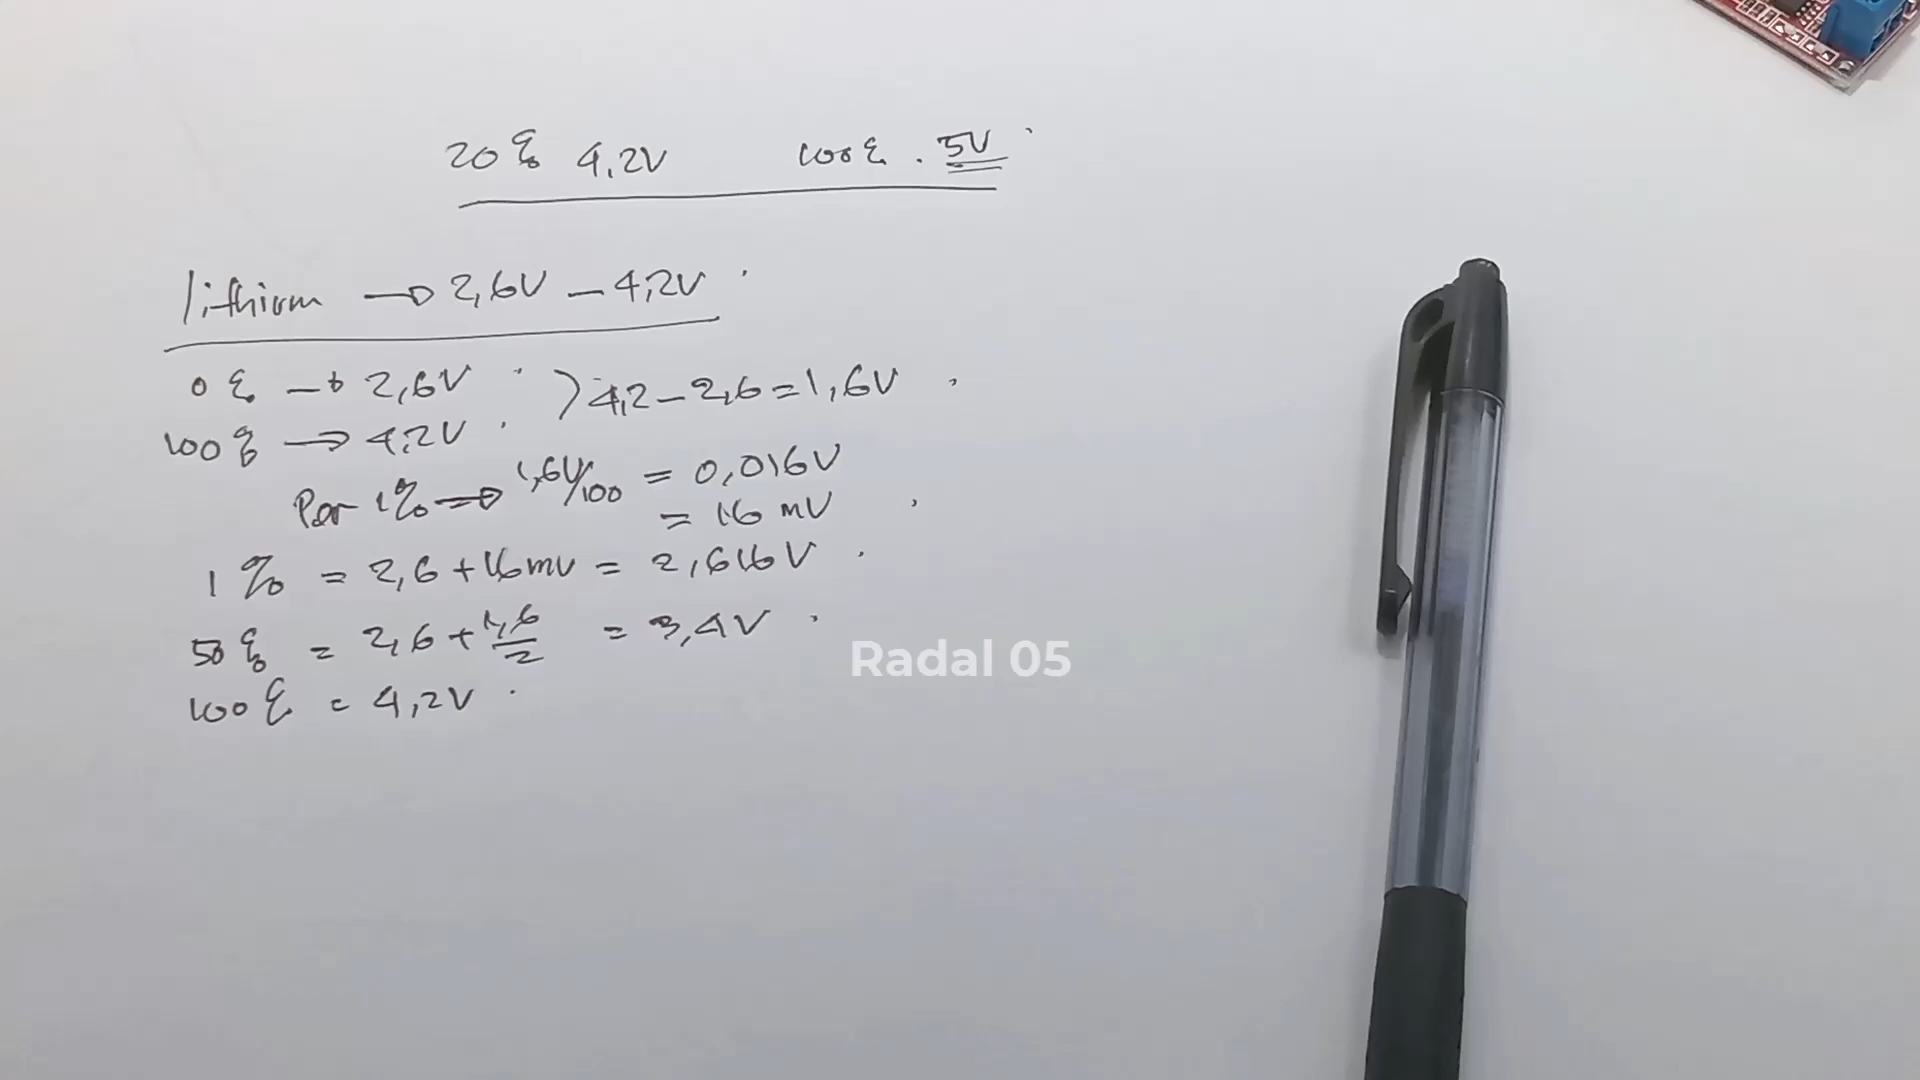 20% 4,2V 100% . 5V
lithium → 2,6V – 4,2V
0% → 2,6V
100% → 4,2V
) 4,2 – 2,6 = 1,6V
Per 1% → 1,6V/100 = 0,016V
= 16 mV
1% = 2,6 + 16mV = 2,616V
50% = 2,6 + 1,6/2 = 3,4V
100% = 4,2V
Radal 05